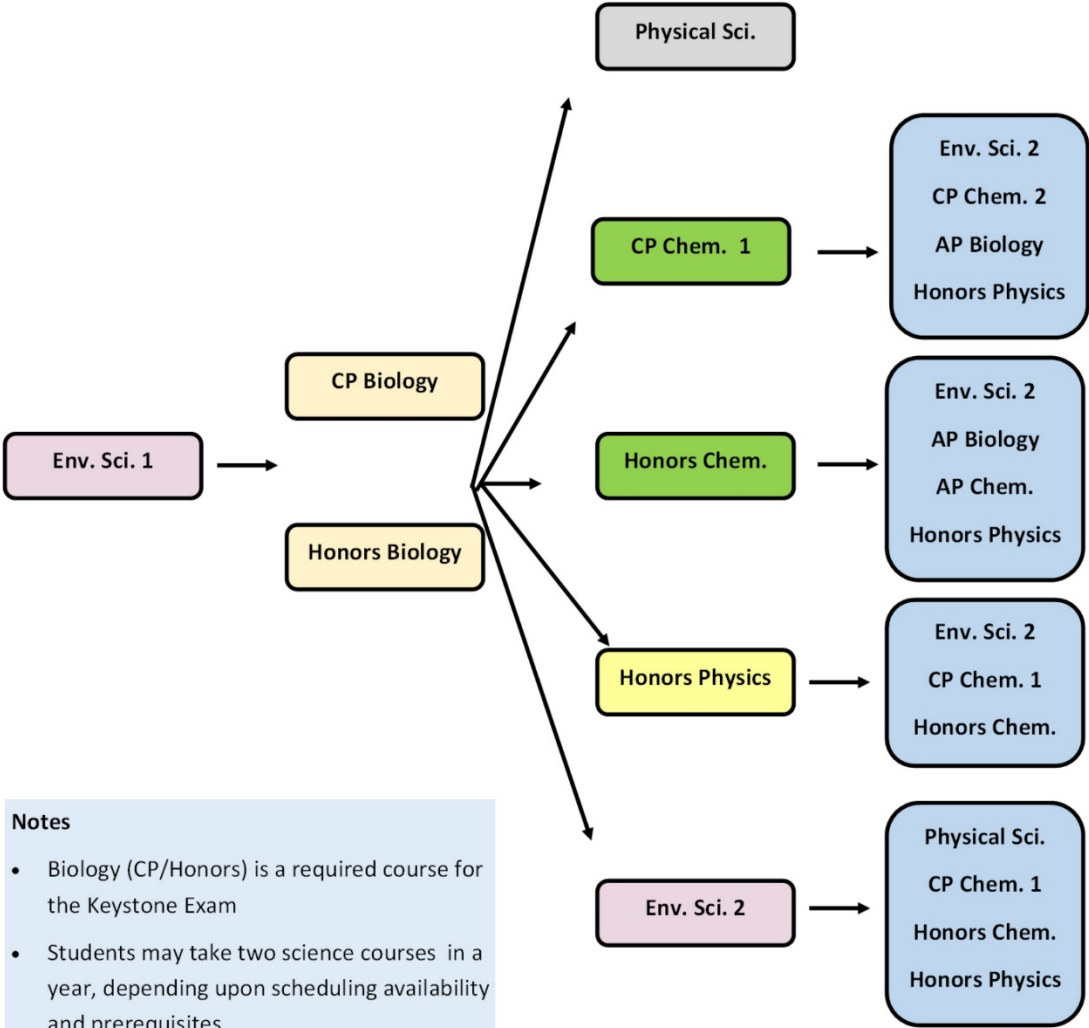 Physical Sci.
CP Chem. 1
Env. Sci. 2
CP Chem. 2
AP Biology
Honors Physics
CP Biology
Env. Sci. 1
Honors Biology
Honors Chem.
Env. Sci. 2
AP Biology
AP Chem.
Honors Physics
Honors Physics
Env. Sci. 2
CP Chem. 1
Honors Chem.
Env. Sci. 2
Physical Sci.
CP Chem. 1
Honors Chem.
Honors Physics
Notes
• Biology (CP/Honors) is a required course for
the Keystone Exam
• Students may take two science courses in a
year, depending upon scheduling availability
and prerequisites